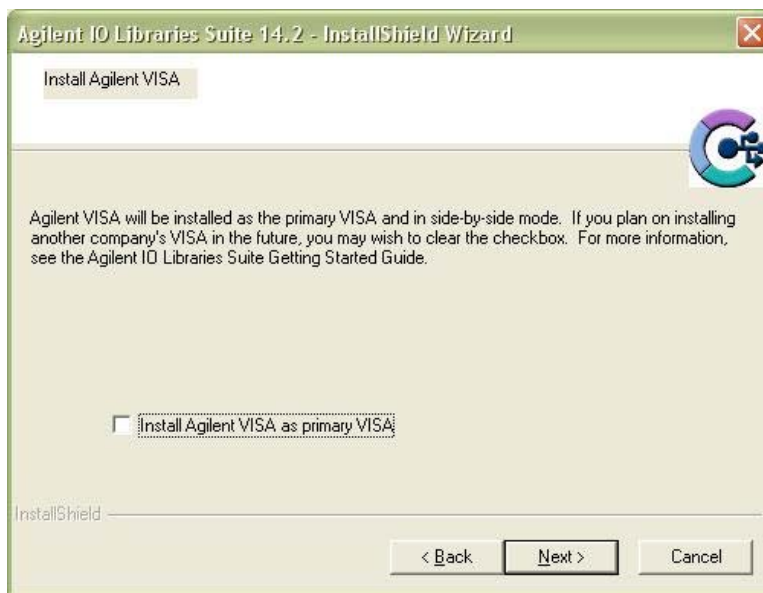 Agilent IO Libraries Suite 14.2 - InstallShield Wizard
Install Agilent VISA
Agilent VISA will be installed as the primary VISA and in side-by-side mode.  If you plan on installing
another company's VISA in the future, you may wish to clear the checkbox.  For more information,
see the Agilent IO Libraries Suite Getting Started Guide.
Install Agilent VISA as primary VISA
InstallShield
< Back
Next >
Cancel